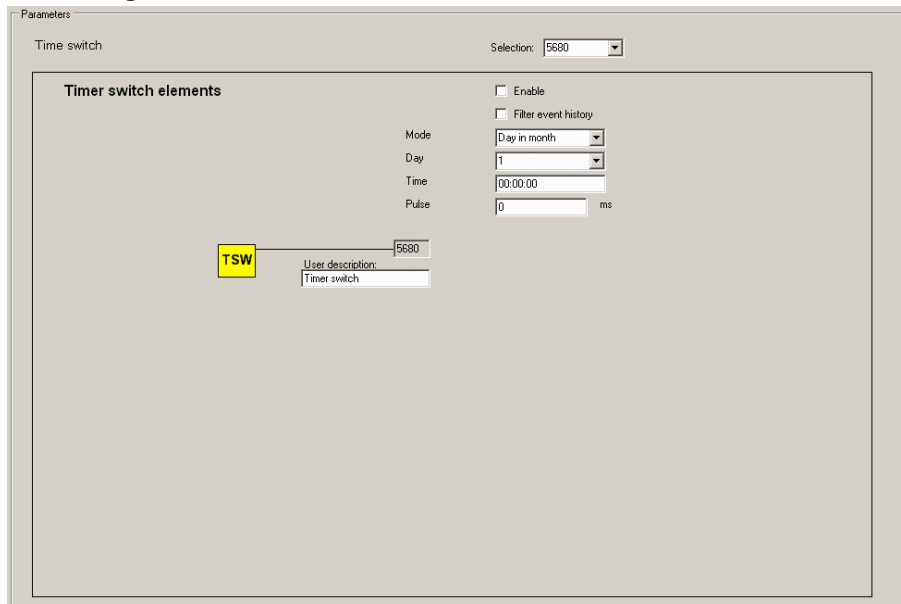 Parameters
Time switch
Selection: 5680
Timer switch elements
Enable
Filter event history
Mode Day in month
Day 1
Time 00:00:00
Pulse 0 ms
TSW 5680
User description:
Timer switch